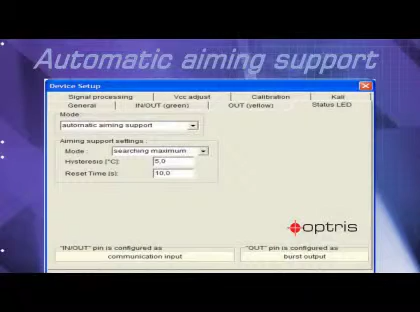 Automatic aiming support
Device Setup
Signal processing Vcc adjust Calibration Kali
General IN/OUT (green) OUT (yellow) Status LED
Mode:
automatic aiming support
Aiming support settings :
Mode : searching maximum
Hysteresis [°C]: 5,0
Reset Time [s]: 10,0
optris
"IN/OUT" pin is configured as "OUT" pin is configured as
communication input burst output